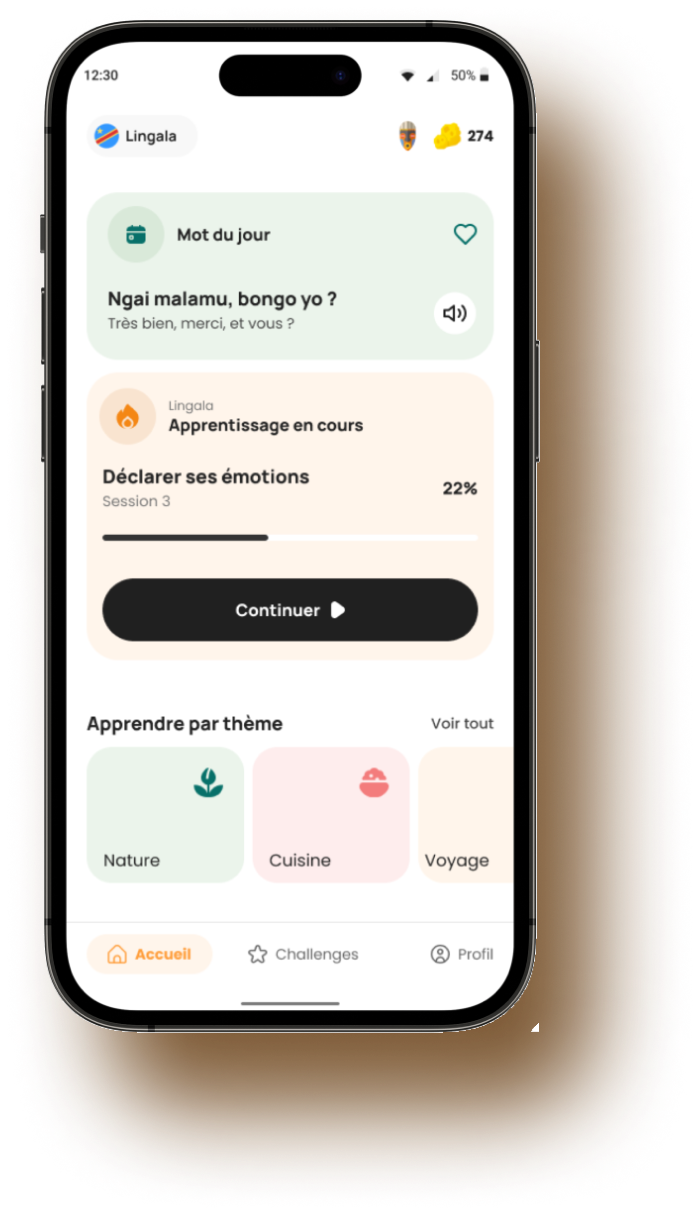 12:30
50%
Lingala
274
Mot du jour
Ngai malamu, bongo yo ?
Très bien, merci, et vous ?
Lingala
Apprentissage en cours
Déclarer ses émotions
Session 3
22%
Continuer
Apprendre par thème
Voir tout
Nature
Cuisine
Voyage
Accueil
Challenges
Profil